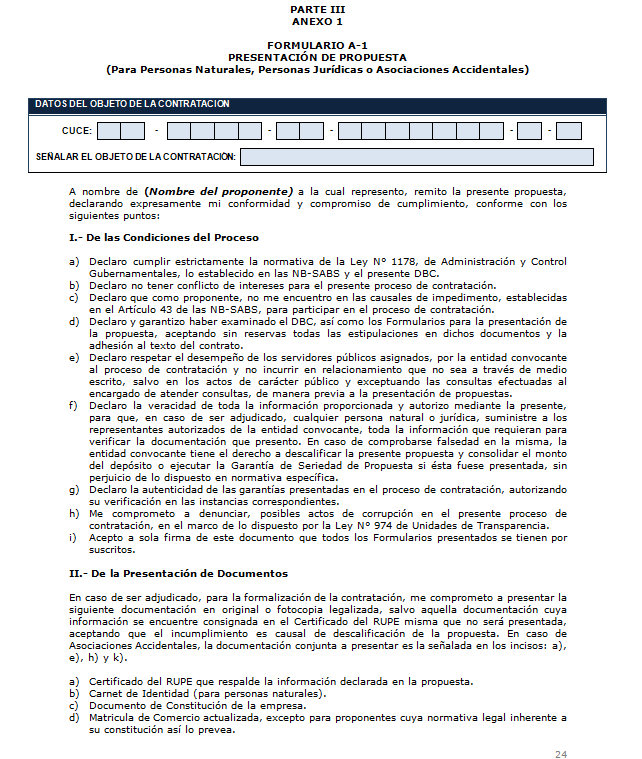 PARTE III
ANEXO 1
FORMULARIO A-1
PRESENTACIÓN DE PROPUESTA
(Para Personas Naturales, Personas Jurídicas o Asociaciones Accidentales)
DATOS DEL OBJETO DE LA CONTRATACIÓN
CUCE: - - - - -
SEÑALAR EL OBJETO DE LA CONTRATACIÓN:
A nombre de (Nombre del proponente) a la cual represento, remito la presente propuesta,
declarando expresamente mi conformidad y compromiso de cumplimiento, conforme con los
siguientes puntos:
I.- De las Condiciones del Proceso
a) Declaro cumplir estrictamente la normativa de la Ley N° 1178, de Administración y Control
Gubernamentales, lo establecido en las NB-SABS y el presente DBC.
b) Declaro no tener conflicto de intereses para el presente proceso de contratación.
c) Declaro que como proponente, no me encuentro en las causales de impedimento, establecidas
en el Artículo 43 de las NB-SABS, para participar en el proceso de contratación.
d) Declaro y garantizo haber examinado el DBC, así como los Formularios para la presentación de
la propuesta, aceptando sin reservas todas las estipulaciones en dichos documentos y la
adhesión al texto del contrato.
e) Declaro respetar el desempeño de los servidores públicos asignados, por la entidad convocante
al proceso de contratación y no incurrir en relacionamiento que no sea a través de medio
escrito, salvo en los actos de carácter público y exceptuando las consultas efectuadas al
encargado de atender consultas, de manera previa a la presentación de propuestas.
f) Declaro la veracidad de toda la información proporcionada y autorizo mediante la presente,
para que, en caso de ser adjudicado, cualquier persona natural o jurídica, suministre a los
representantes autorizados de la entidad convocante, toda la información que requieran para
verificar la documentación que presento. En caso de comprobarse falsedad en la misma, la
entidad convocante tiene el derecho a descalificar la presente propuesta y consolidar el monto
del depósito o ejecutar la Garantía de Seriedad de Propuesta si ésta fuese presentada, sin
perjuicio de lo dispuesto en normativa específica.
g) Declaro la autenticidad de las garantías presentadas en el proceso de contratación, autorizando
su verificación en las instancias correspondientes.
h) Me comprometo a denunciar, posibles actos de corrupción en el presente proceso de
contratación, en el marco de lo dispuesto por la Ley N° 974 de Unidades de Transparencia.
i) Acepto a sola firma de este documento que todos los Formularios presentados se tienen por
suscritos.
II.- De la Presentación de Documentos
En caso de ser adjudicado, para la formalización de la contratación, me comprometo a presentar la
siguiente documentación en original o fotocopia legalizada, salvo aquella documentación cuya
información se encuentre consignada en el Certificado del RUPE misma que no será presentada,
aceptando que el incumplimiento es causal de descalificación de la propuesta. En caso de
Asociaciones Accidentales, la documentación conjunta a presentar es la señalada en los incisos: a),
e), h) y k).
a) Certificado del RUPE que respalde la información declarada en la propuesta.
b) Carnet de Identidad (para personas naturales).
c) Documento de Constitución de la empresa.
d) Matricula de Comercio actualizada, excepto para proponentes cuya normativa legal inherente a
su constitución así lo prevea.
24